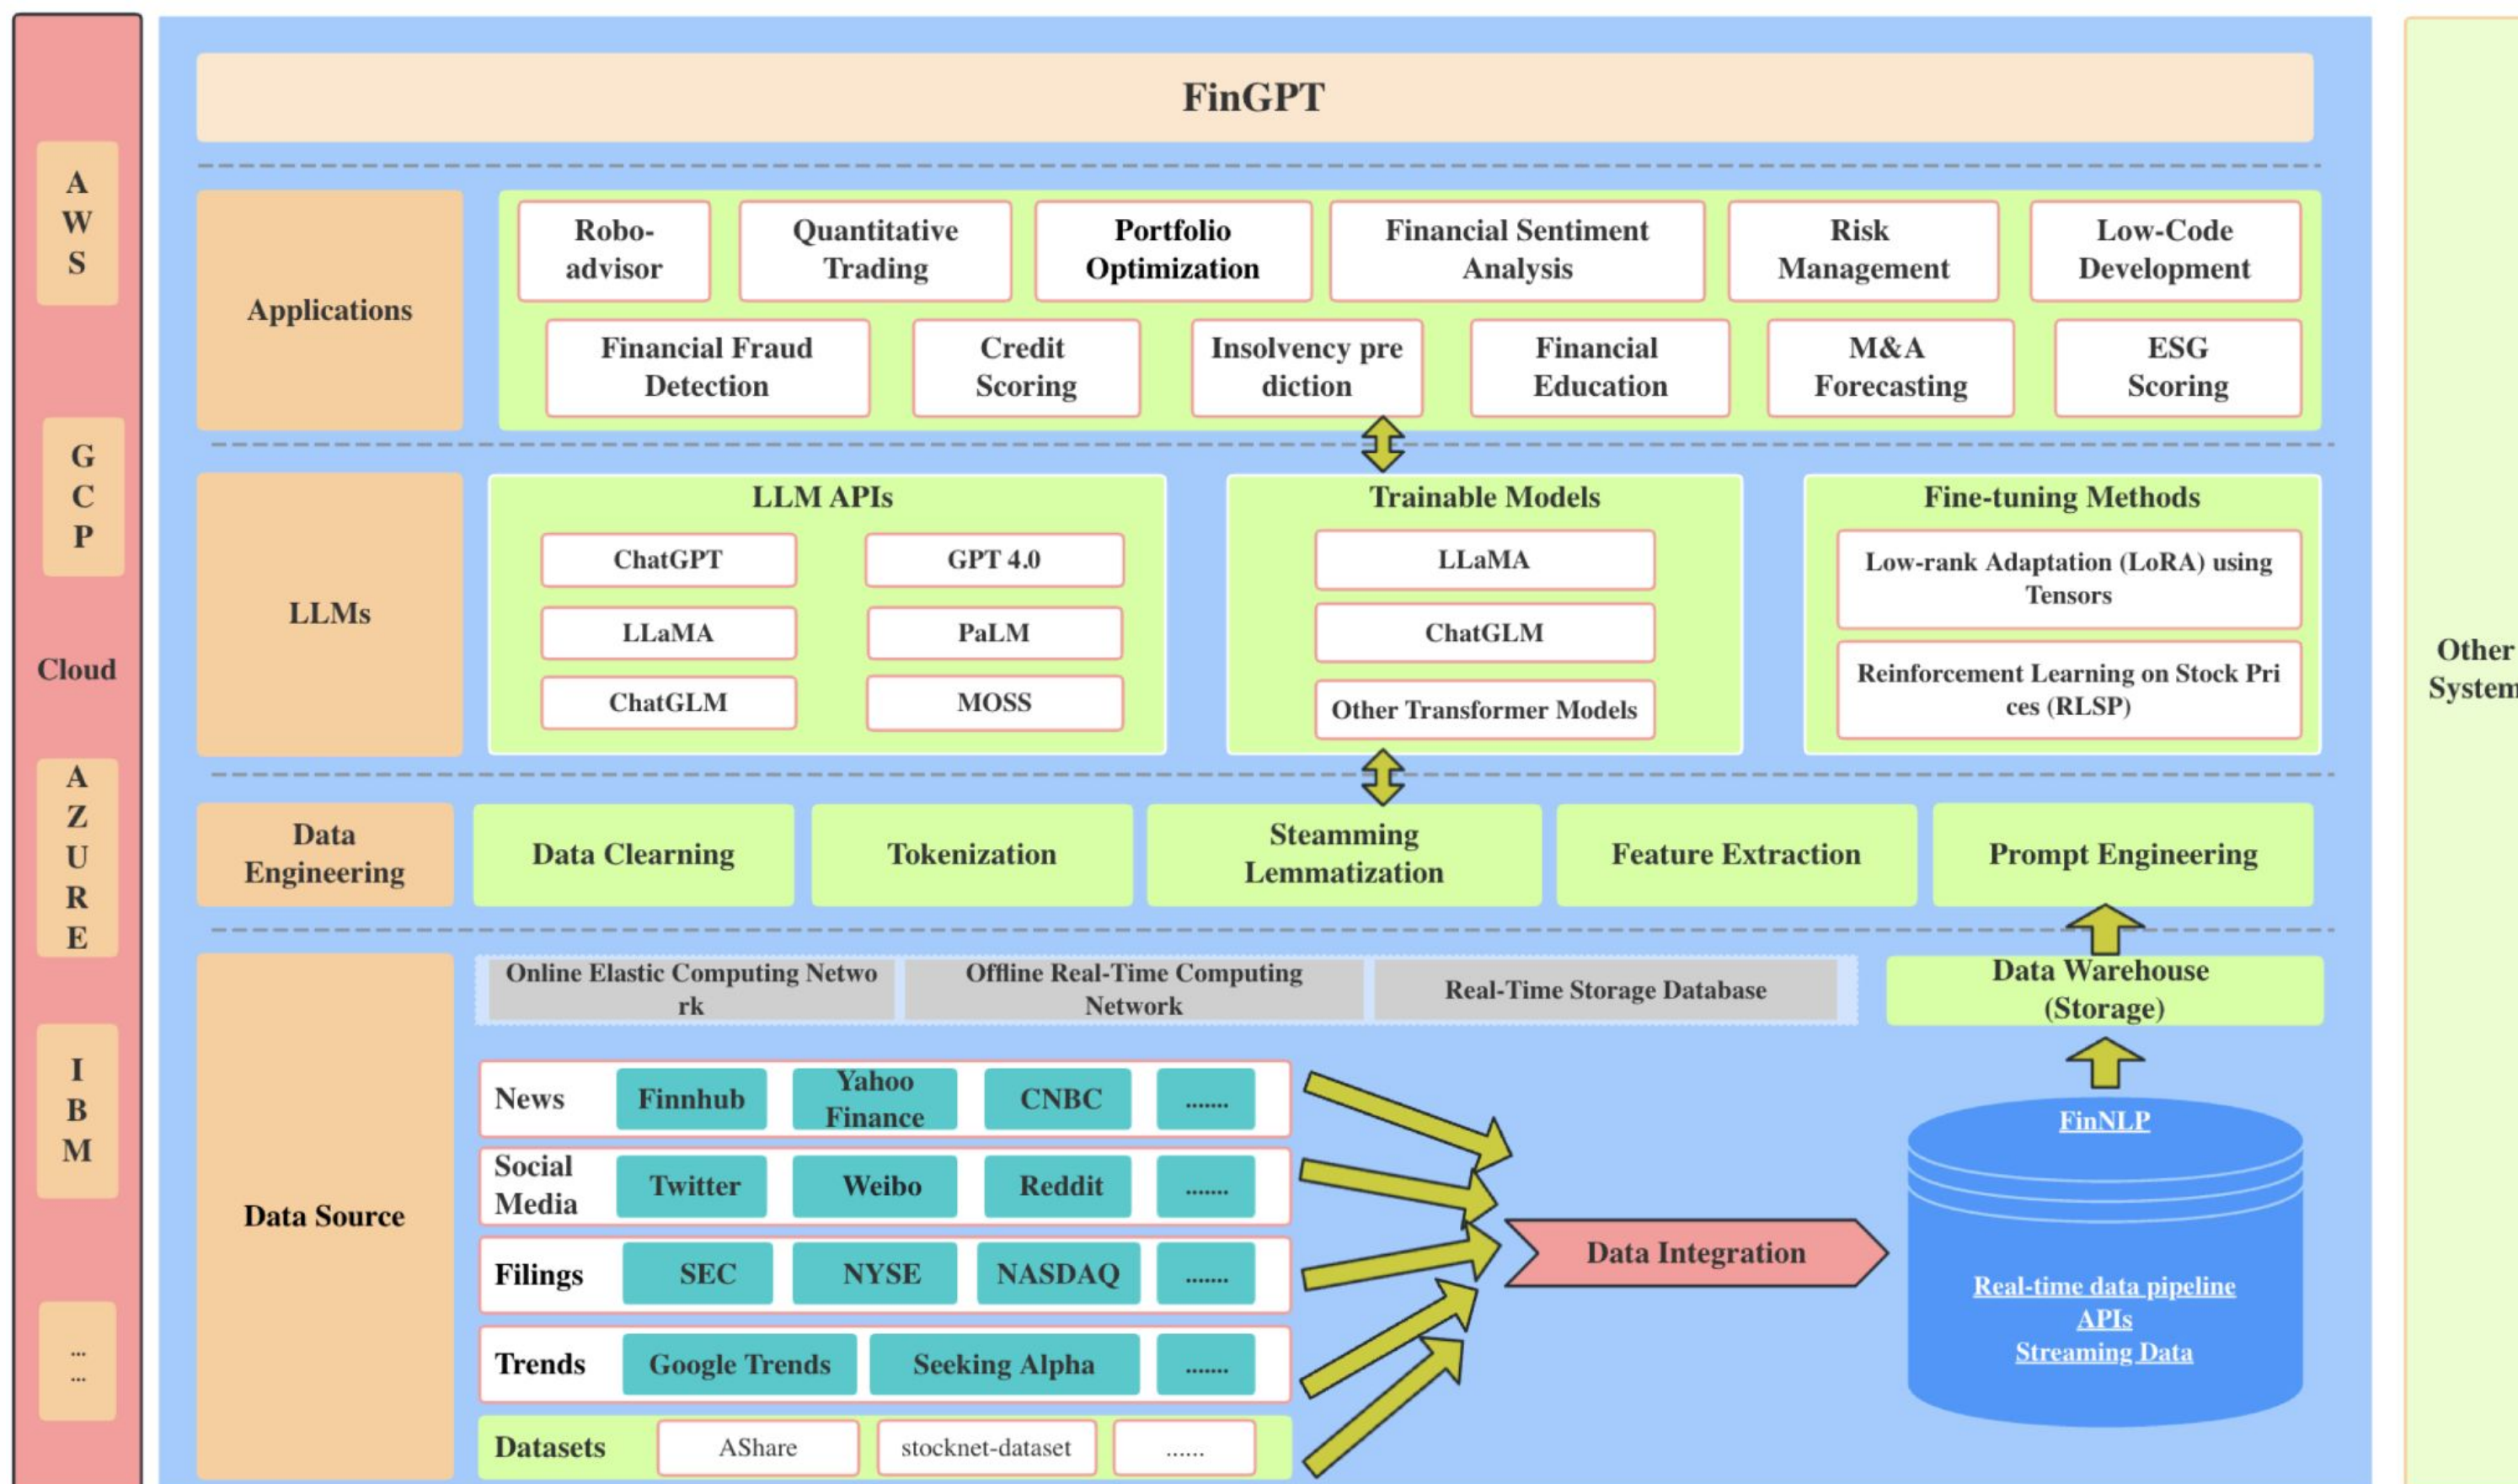 FinGPT
A
W
S
G
C
P
Cloud
A
Z
U
R
E
I
B
M
...
...
Applications
Robo-
advisor
Quantitative
Trading
Portfolio
Optimization
Financial Sentiment
Analysis
Risk
Management
Low-Code
Development
Financial Fraud
Detection
Credit
Scoring
Insolvency pre
diction
Financial
Education
M&A
Forecasting
ESG
Scoring
LLMs
LLM APIs
ChatGPT
GPT 4.0
LLaMA
PaLM
ChatGLM
MOSS
Trainable Models
LLaMA
ChatGLM
Other Transformer Models
Fine-tuning Methods
Low-rank Adaptation (LoRA) using
Tensors
Reinforcement Learning on Stock Pri
ces (RLSP)
Data
Engineering
Data Clearning
Tokenization
Steamming
Lemmatization
Feature Extraction
Prompt Engineering
Data Source
Online Elastic Computing Netwo
rk
Offline Real-Time Computing
Network
Real-Time Storage Database
Data Warehouse
(Storage)
News
Finnhub
Yahoo
Finance
CNBC
.......
Social
Media
Twitter
Weibo
Reddit
.......
Filings
SEC
NYSE
NASDAQ
.......
Trends
Google Trends
Seeking Alpha
.......
Datasets
AShare
stocknet-dataset
......
Data Integration
FinNLP
Real-time data pipeline
APIs
Streaming Data
Other
System